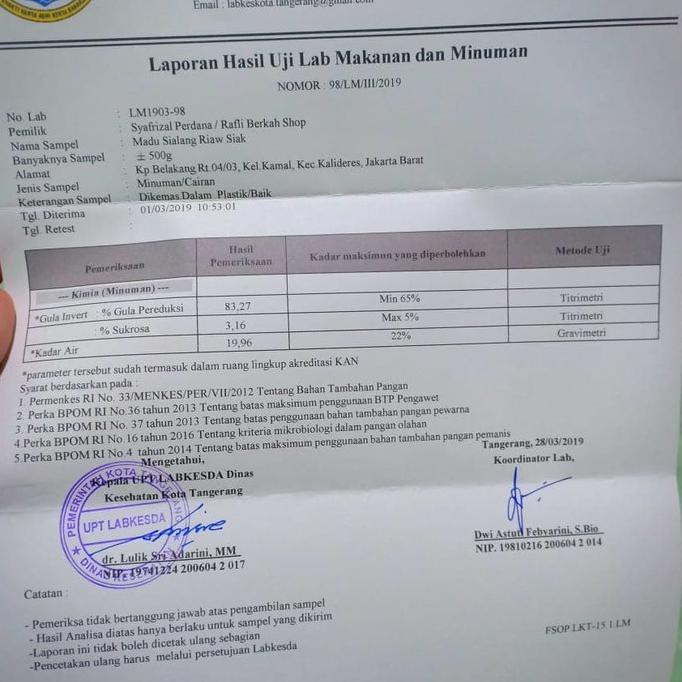 Email : labkeskota.tangerang@gmail.com
Laporan Hasil Uji Lab Makanan dan Minuman
NOMOR : 98/LM/III/2019
No. Lab : LM1903-98
Pemilik : Syafrizal Perdana / Rafli Berkah Shop
Nama Sampel : Madu Sialang Riaw Siak
Banyaknya Sampel : ± 500g
Alamat : Kp.Belakang Rt.04/03, Kel.Kamal, Kec.Kalideres, Jakarta Barat
Jenis Sampel : Minuman/Cairan
Keterangan Sampel : Dikemas Dalam Plastik/Baik
Tgl. Diterima : 01/03/2019 10:53:01
Tgl. Retest :
Pemeriksaan Hasil Pemeriksaan Kadar maksimun yang diperbolehkan Metode Uji
--- Kimia (Minuman) ---
*Gula Invert : % Gula Pereduksi 83,27 Min 65% Titrimetri
: % Sukrosa 3,16 Max 5% Titrimetri
*Kadar Air 19,96 22% Gravimetri
*parameter tersebut sudah termasuk dalam ruang lingkup akreditasi KAN
Syarat berdasarkan pada :
1. Permenkes RI No. 33/MENKES/PER/VII/2012 Tentang Bahan Tambahan Pangan
2. Perka BPOM RI No.36 tahun 2013 Tentang batas maksimum penggunaan BTP Pengawet
3. Perka BPOM RI No. 37 tahun 2013 Tentang batas penggunaan bahan tambahan pangan pewarna
4.Perka BPOM RI No.16 tahun 2016 Tentang kriteria mikrobiologi dalam pangan olahan
5.Perka BPOM RI No.4 tahun 2014 Tentang batas maksimum penggunaan bahan tambahan pangan pemanis
Mengetahui,
Kepala UPT LABKESDA Dinas
Kesehatan Kota Tangerang
PEMERINTAH KOTA TANGERANG
UPT LABKESDA
DINAS KESEHATAN
dr. Lulik Sri Adarini, MM
NIP. 19741224 200604 2 017
Tangerang, 28/03/2019
Koordinator Lab,
Dwi Astuti Febyarini, S.Bio
NIP. 19810216 200604 2 014
Catatan :
- Pemeriksa tidak bertanggung jawab atas pengambilan sampel
- Hasil Analisa diatas hanya berlaku untuk sampel yang dikirim
-Laporan ini tidak boleh dicetak ulang sebagian
-Pencetakan ulang harus melalui persetujuan Labkesda
FSOP.LKT-15.1.LM